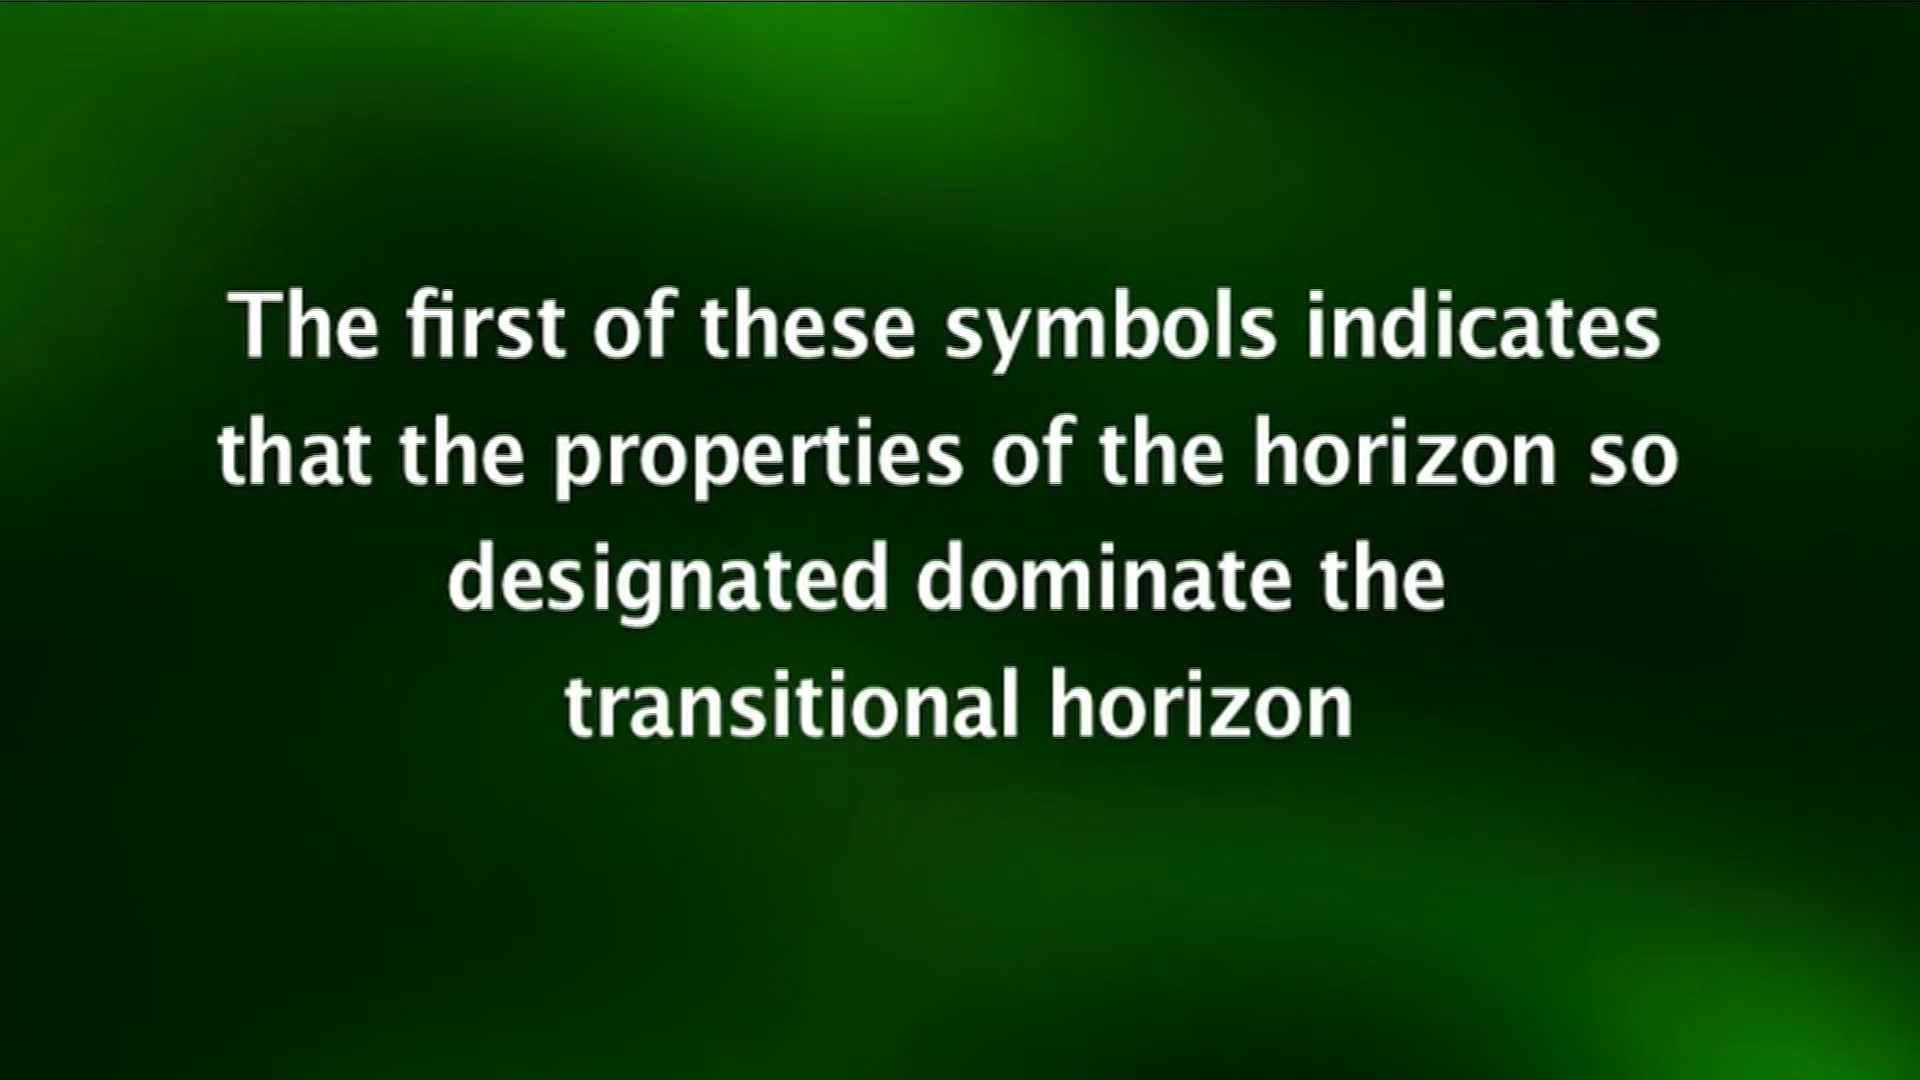 The first of these symbols indicates
that the properties of the horizon so
designated dominate the
transitional horizon